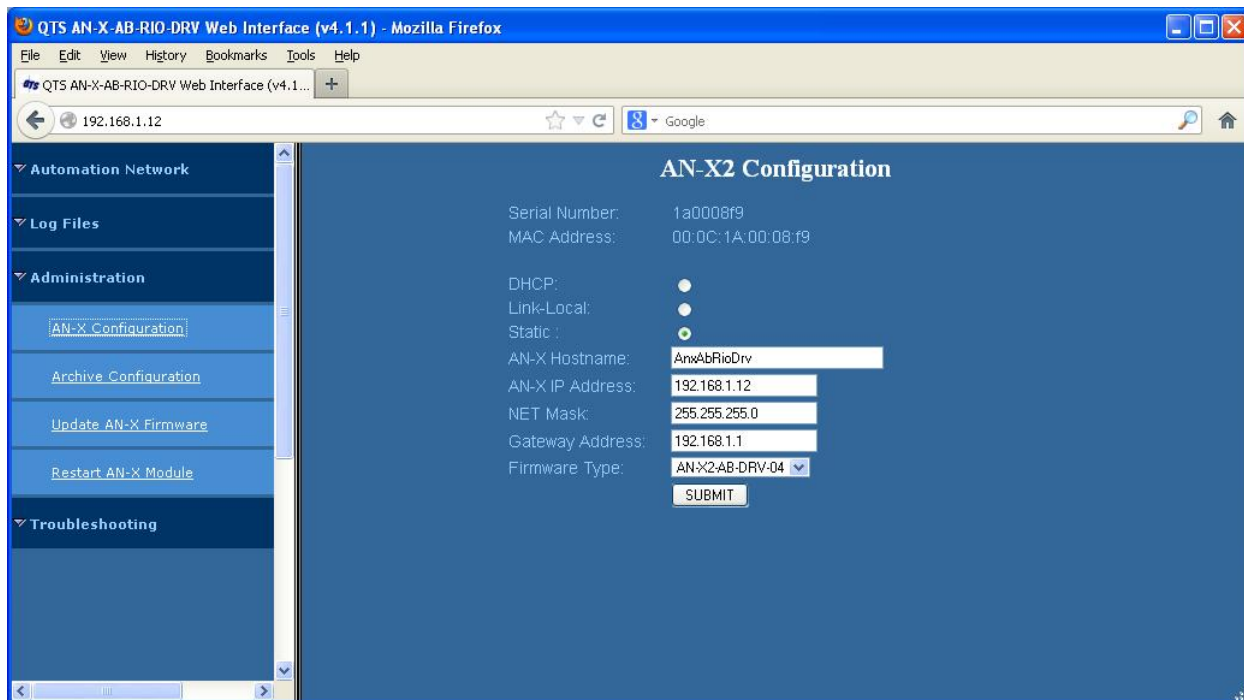 QTS AN-X-AB-RIO-DRV Web Interface (v4.1.1) - Mozilla Firefox
File Edit View History Bookmarks Tools Help
QTS QTS AN-X-AB-RIO-DRV Web Interface (v4.1... +
192.168.1.12 8 Google
Automation Network
Log Files
Administration
AN-X Configuration
Archive Configuration
Update AN-X Firmware
Restart AN-X Module
Troubleshooting
AN-X2 Configuration
Serial Number: 1a0008f9
MAC Address: 00:0C:1A:00:08:f9
DHCP:
Link-Local:
Static :
AN-X Hostname: AnxAbRioDrv
AN-X IP Address: 192.168.1.12
NET Mask: 255.255.255.0
Gateway Address: 192.168.1.1
Firmware Type: AN-X2-AB-DRV-04
SUBMIT